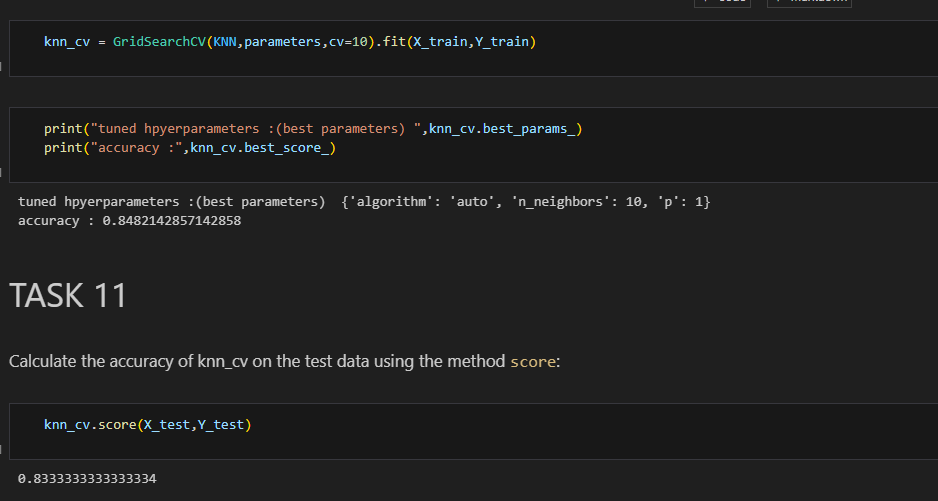 knn_cv = GridSearchCV(KNN,parameters,cv=10).fit(X_train,Y_train)
print("tuned hpyerparameters :(best parameters) ",knn_cv.best_params_)
print("accuracy :",knn_cv.best_score_)
tuned hpyerparameters :(best parameters)  {'algorithm': 'auto', 'n_neighbors': 10, 'p': 1}
accuracy : 0.8482142857142858
TASK 11
Calculate the accuracy of knn_cv on the test data using the method score:
knn_cv.score(X_test,Y_test)
0.8333333333333334